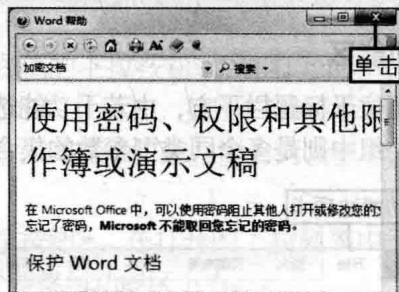 Word 帮助
加密文档
搜索
单击
使用密码、权限和其他限
作簿或演示文稿
在 Microsoft Office 中，可以使用密码阻止其他人打开或修改您的文
忘记了密码，Microsoft 不能取回您忘记的密码。
保护 Word 文档